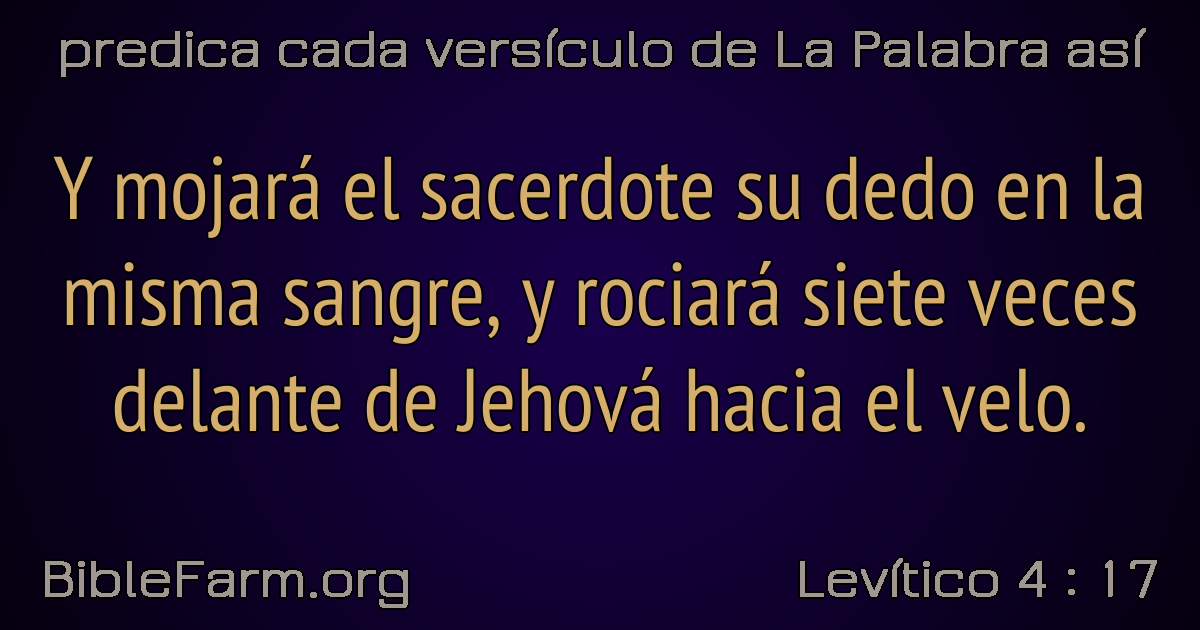 predica cada versículo de La Palabra así
Y mojará el sacerdote su dedo en la
misma sangre, y rociará siete veces
delante de Jehová hacia el velo.
BibleFarm.org
Levítico 4 : 17